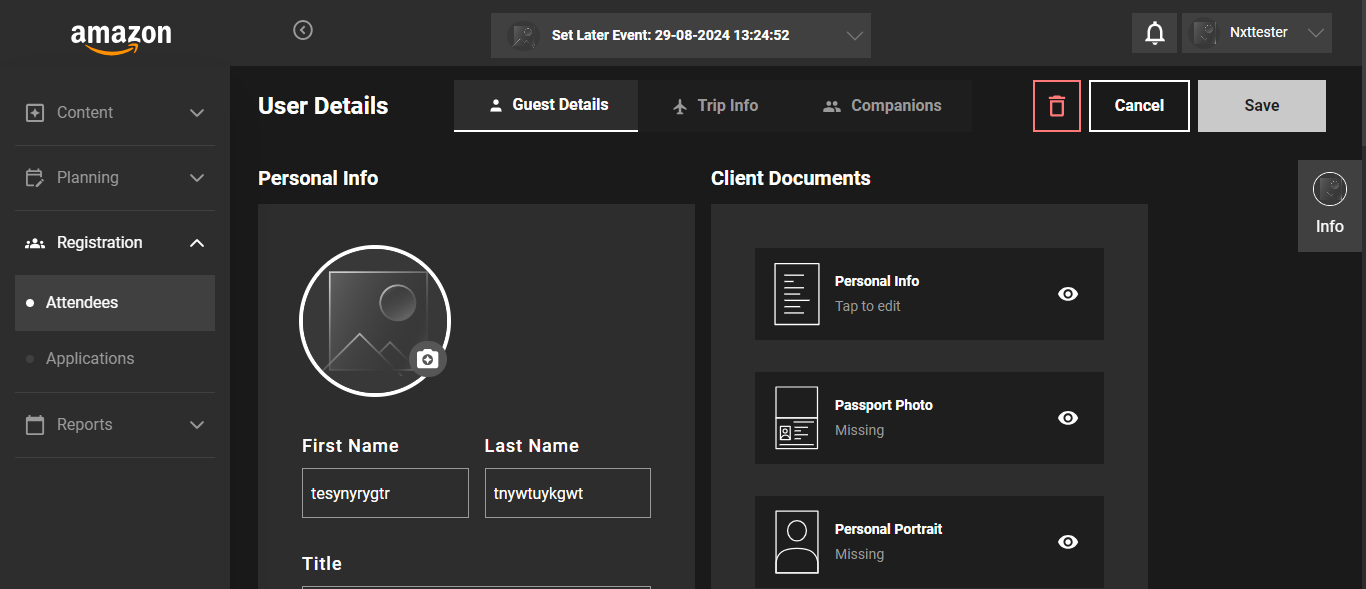 amazon
Set Later Event: 29-08-2024 13:24:52
Nxttester
Content
Planning
Registration
Attendees
Applications
Reports
User Details
Guest Details
Trip Info
Companions
Cancel
Save
Info
Personal Info
First Name
Last Name
tesynyrygtr
tnywtuykgwt
Title
Client Documents
Personal Info
Tap to edit
Passport Photo
Missing
Personal Portrait
Missing